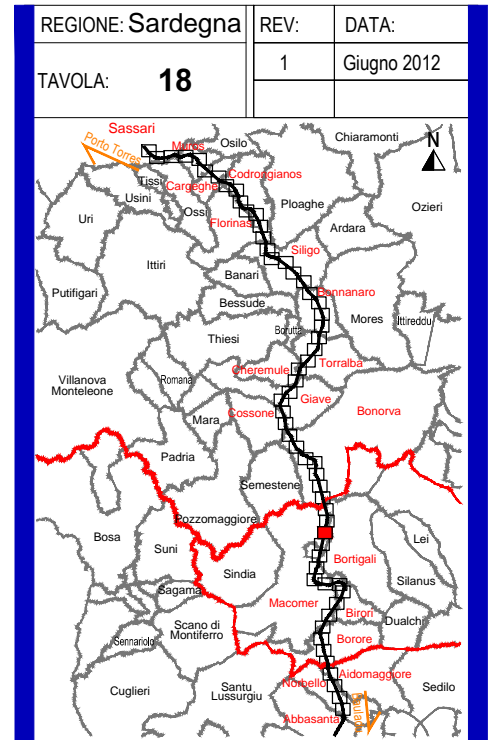 REGIONE: Sardegna
REV:
DATA:
TAVOLA: 18
1
Giugno 2012
Sassari
Chiaramonti
N
Porto Torres
Muros
Osilo
Tissi
Cargeghe
Codrongianos
Usini
Ploaghe
Ozieri
Uri
Ossi
Florinas
Ardara
Siligo
Ittiri
Banari
Bonnanaro
Putifigari
Bessude
Mores
Ittireddu
Borutta
Thiesi
Torralba
Cheremule
Villanova
Monteleone
Romana
Giave
Bonorva
Mara
Cossone
Padria
Semestene
Pozzomaggiore
Bosa
Suni
Lei
Bortigali
Sindia
Silanus
Sagama
Macomer
Birori
Dualchi
Scano di
Montiferro
Sennariolo
Borore
Aidomaggiore
Norbello
Cuglieri
Santu
Lussurgiu
Sedilo
Abbasanta